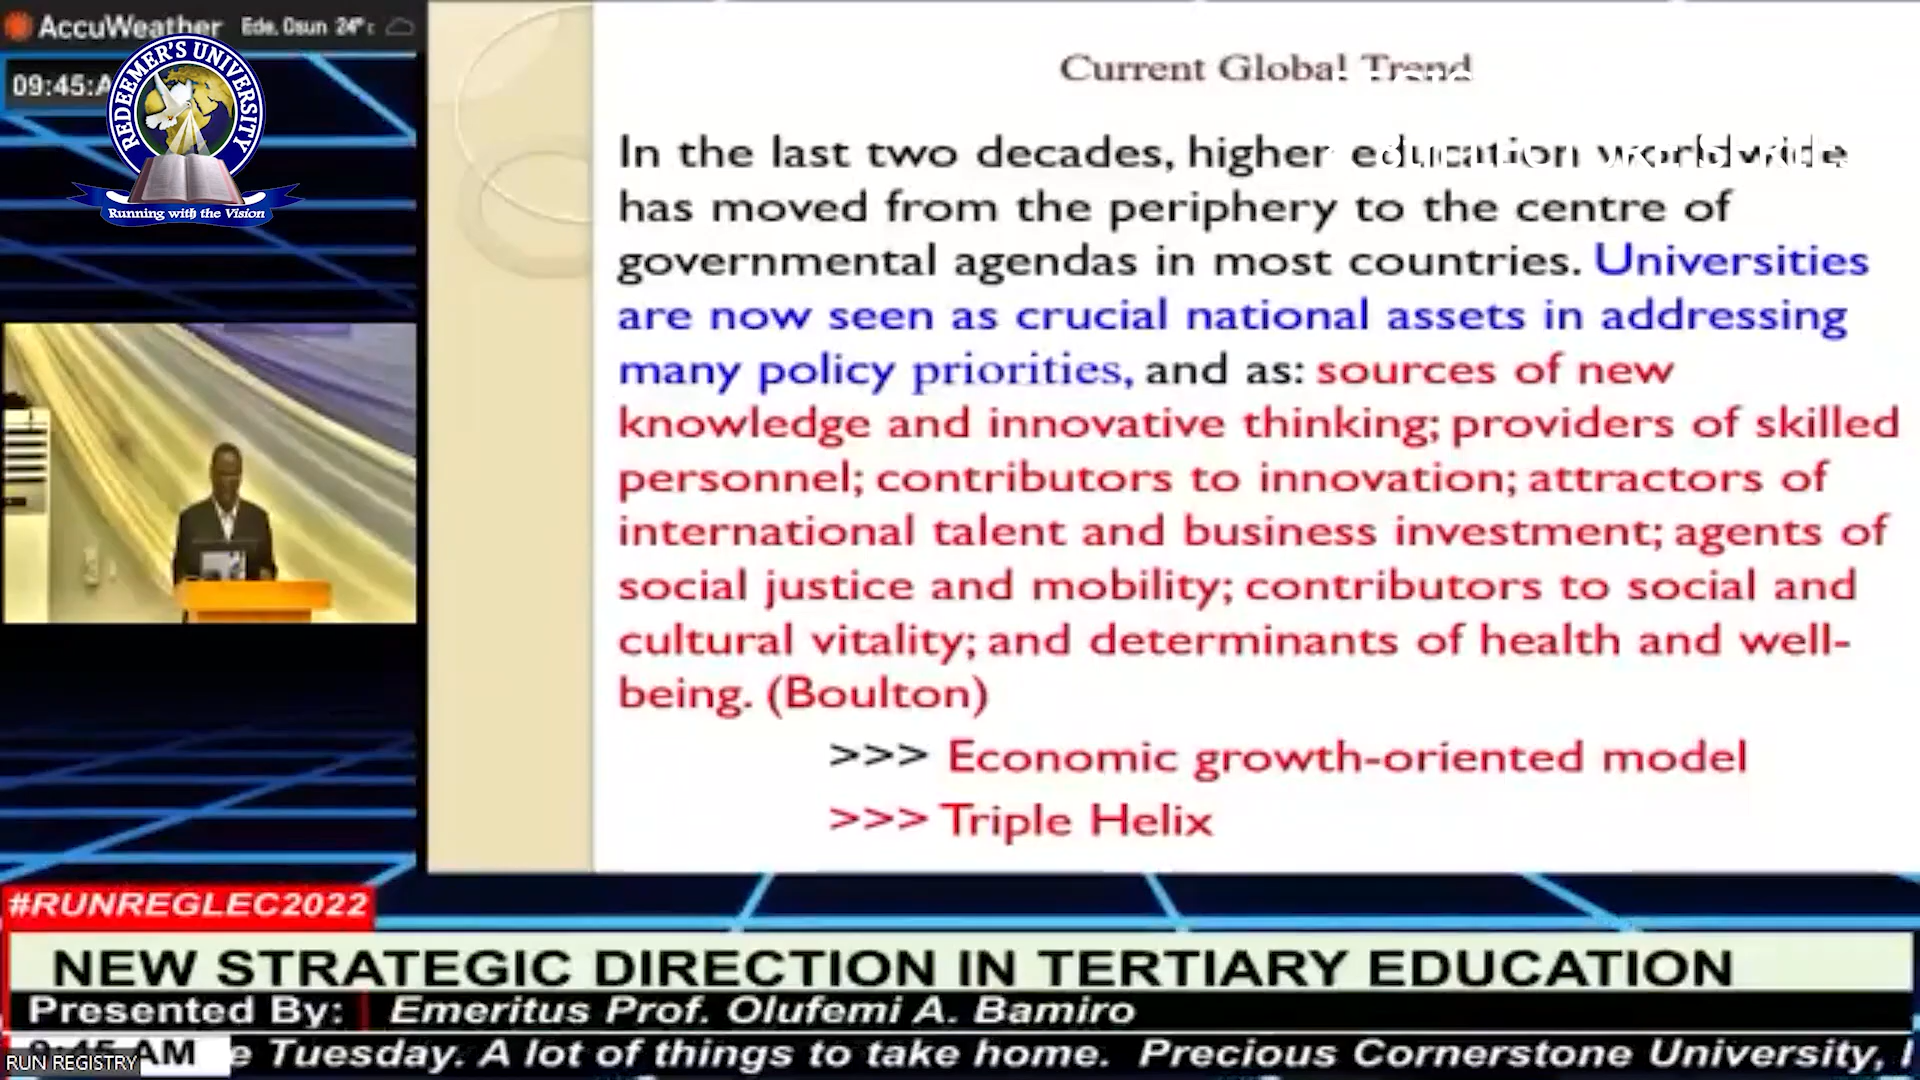 AccuWeather Ede, Osun 24°c
09:45:A
REDEEMER'S UNIVERSITY
Running with the Vision
Current Global Trend
In the last two decades, higher education worldwide
has moved from the periphery to the centre of
governmental agendas in most countries. Universities
are now seen as crucial national assets in addressing
many policy priorities, and as: sources of new
knowledge and innovative thinking; providers of skilled
personnel; contributors to innovation; attractors of
international talent and business investment; agents of
social justice and mobility; contributors to social and
cultural vitality; and determinants of health and well-
being. (Boulton)
>>> Economic growth-oriented model
>>> Triple Helix
#RUNREGLEC2022
NEW STRATEGIC DIRECTION IN TERTIARY EDUCATION
Presented By: Emeritus Prof. Olufemi A. Bamiro
9:45 AM e Tuesday. A lot of things to take home. Precious Cornerstone University,
RUN REGISTRY